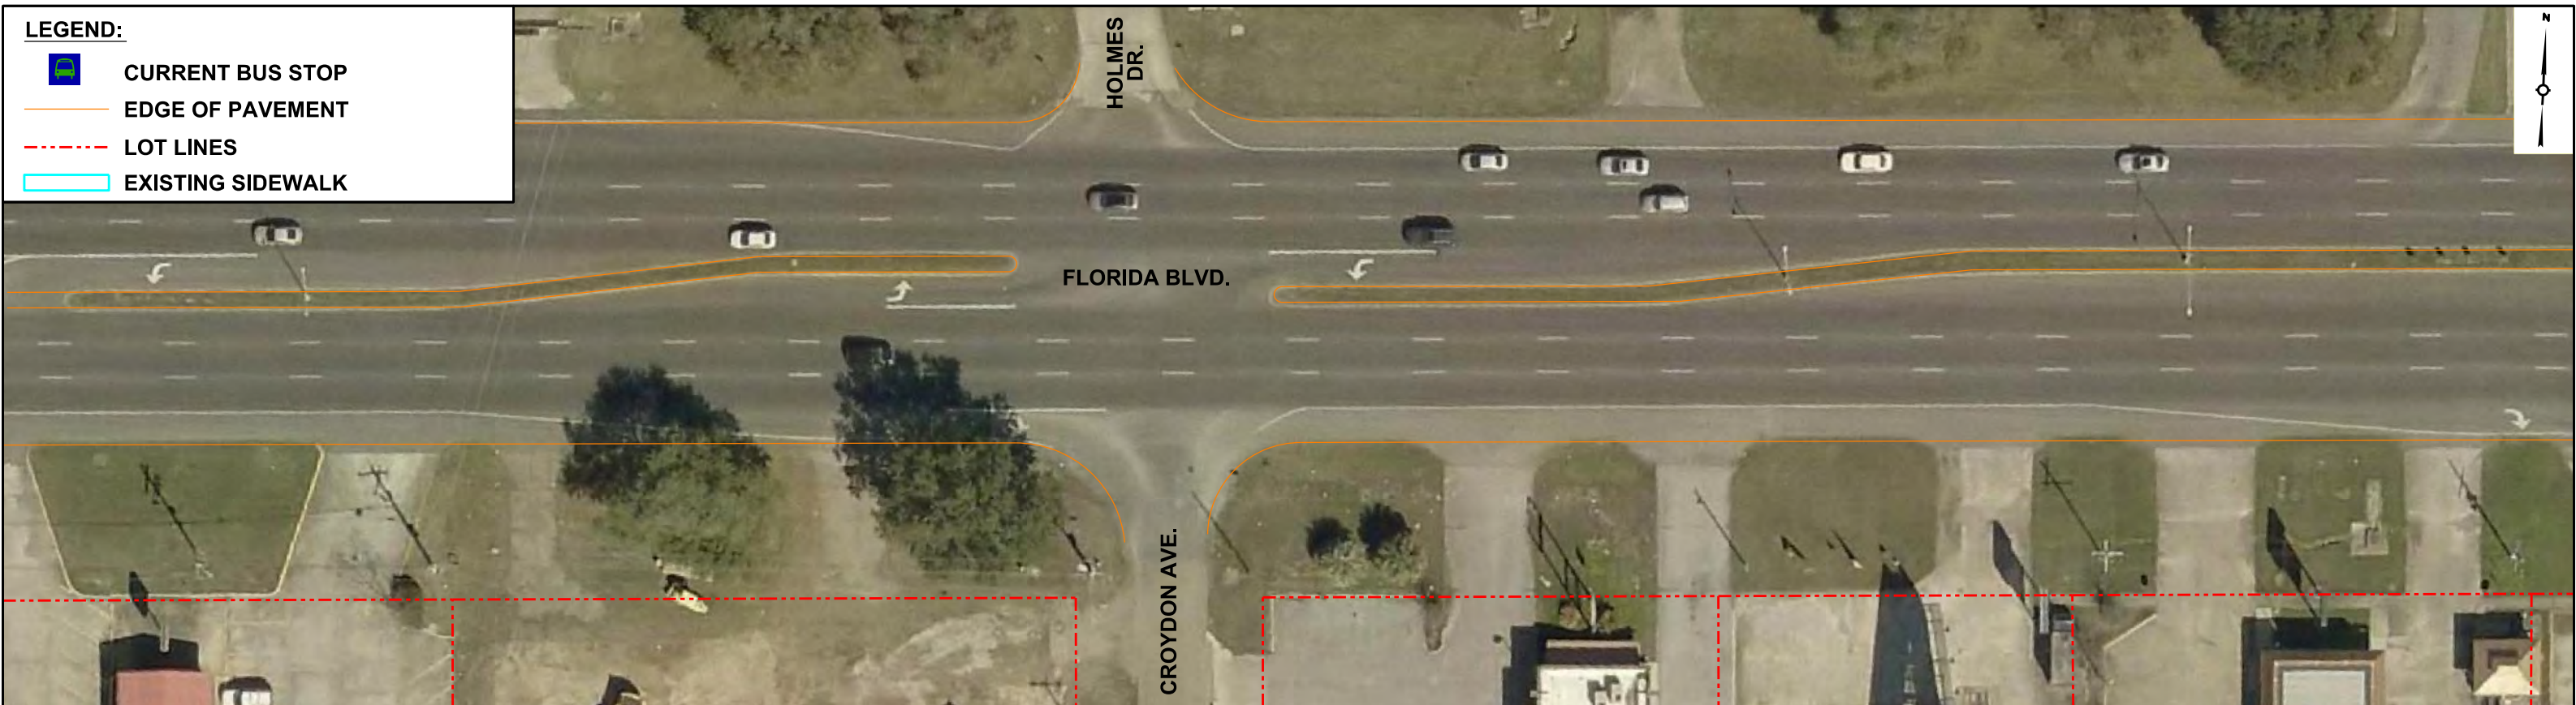 LEGEND:
CURRENT BUS STOP
EDGE OF PAVEMENT
LOT LINES
EXISTING SIDEWALK
HOLMES
DR.
N
FLORIDA BLVD.
CROYDON AVE.